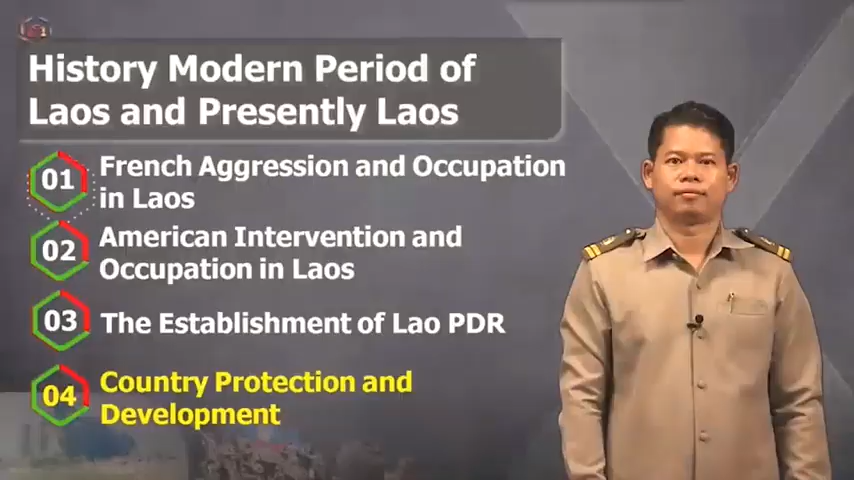 History Modern Period of
Laos and Presently Laos
01 French Aggression and Occupation
in Laos
02 American Intervention and
Occupation in Laos
03 The Establishment of Lao PDR
04 Country Protection and
Development